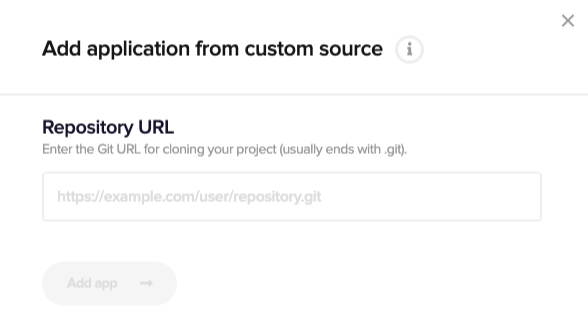 Add application from custom source
Repository URL
Enter the Git URL for cloning your project (usually ends with .git).
https://example.com/user/repository.git
Add app